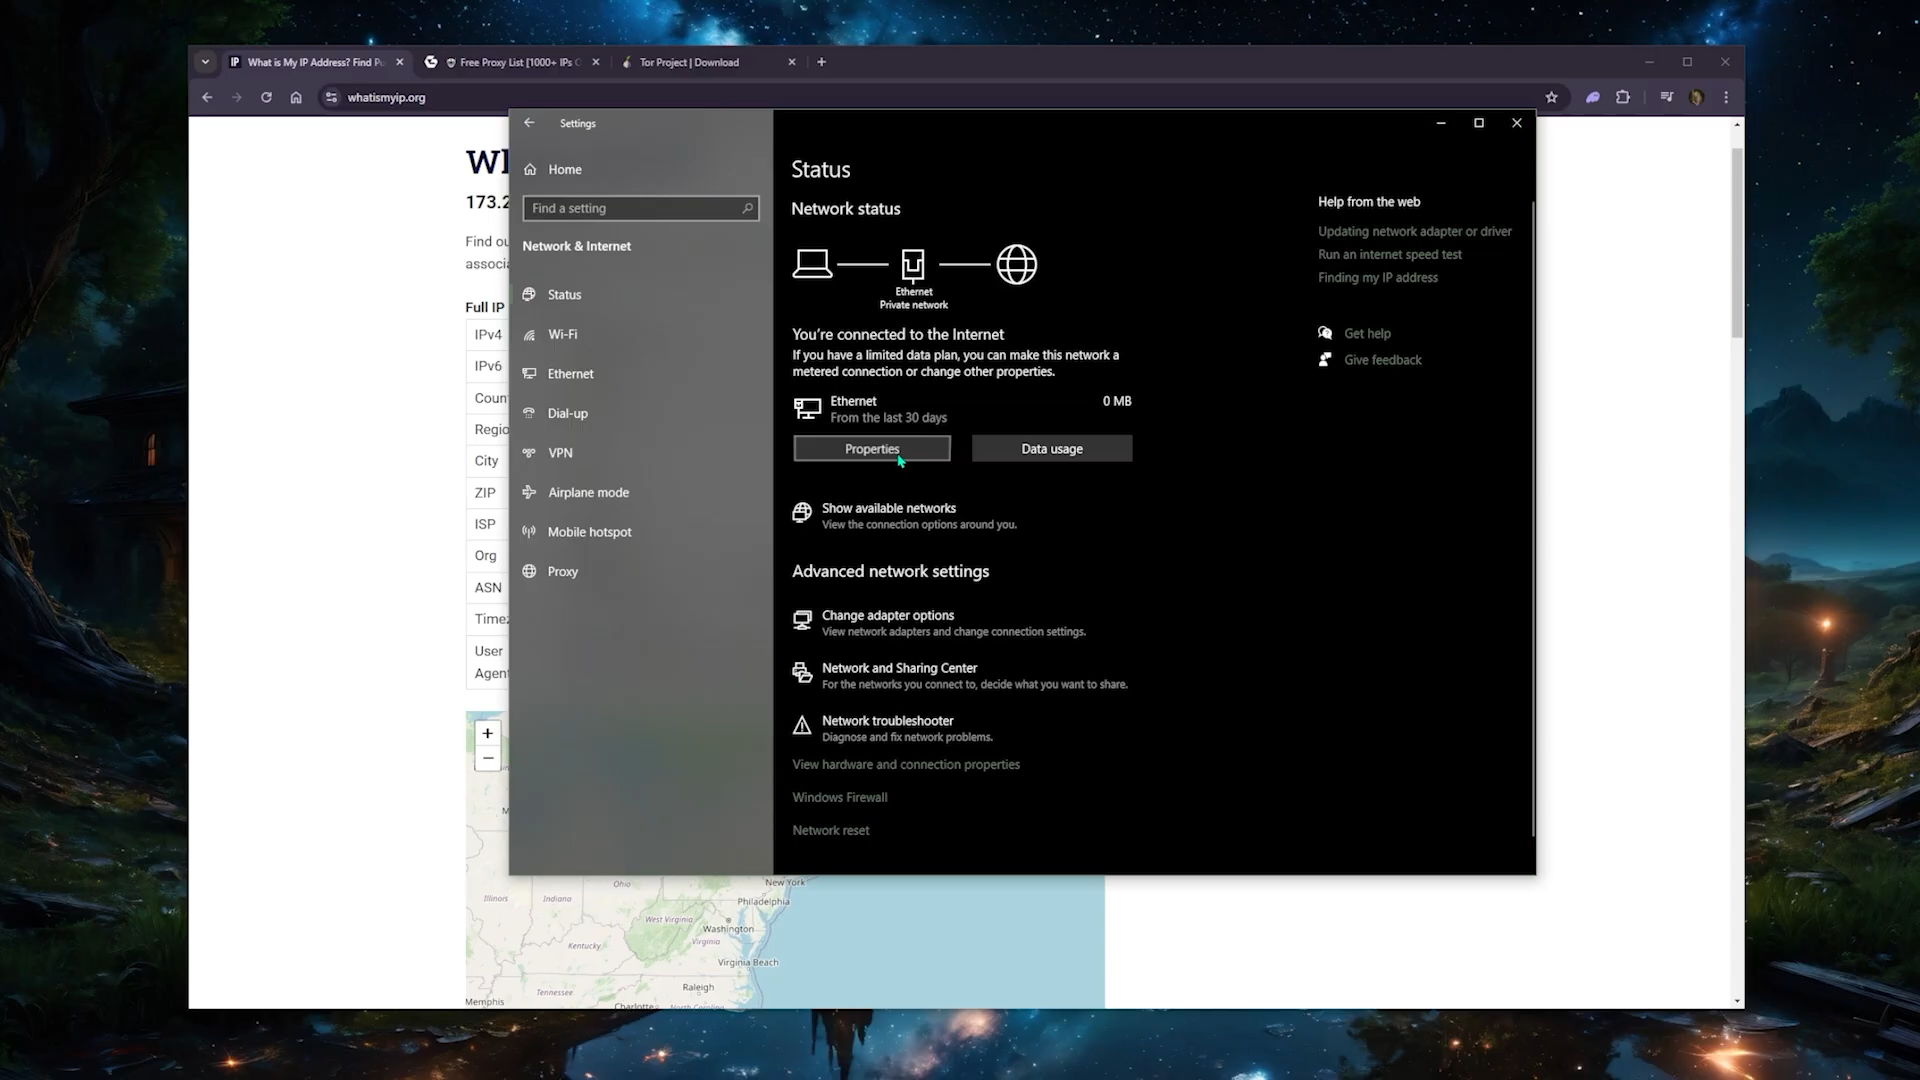 IP What is My IP Address? Find Pu
Free Proxy List [1000+ IPs
Tor Project | Download
whatismyip.org
173.2
Find
associ
Full IP
IPv4
IPv6
Coun
Regio
City
ZIP
ISP
Org
ASN
Time
User
Agent
+
−
Settings
Home
Find a setting
Network & Internet
Status
Wi-Fi
Ethernet
Dial-up
VPN
Airplane mode
Mobile hotspot
Proxy
Status
Network status
Ethernet
Private network
You're connected to the Internet
If you have a limited data plan, you can make this network a
metered connection or change other properties.
Ethernet 0 MB
From the last 30 days
Properties Data usage
Show available networks
View the connection options around you.
Advanced network settings
Change adapter options
View network adapters and change connection settings.
Network and Sharing Center
For the networks you connect to, decide what you want to share.
Network troubleshooter
Diagnose and fix network problems.
View hardware and connection properties
Windows Firewall
Network reset
Help from the web
Updating network adapter or driver
Run an internet speed test
Finding my IP address
Get help
Give feedback
New York
Ohio
Illinois
Indiana
Philadelphia
West Virginia
Washington
Virginia
Kentucky
Virginia Beach
Raleigh
Tennessee
Memphis
Charlotte
North Carolina